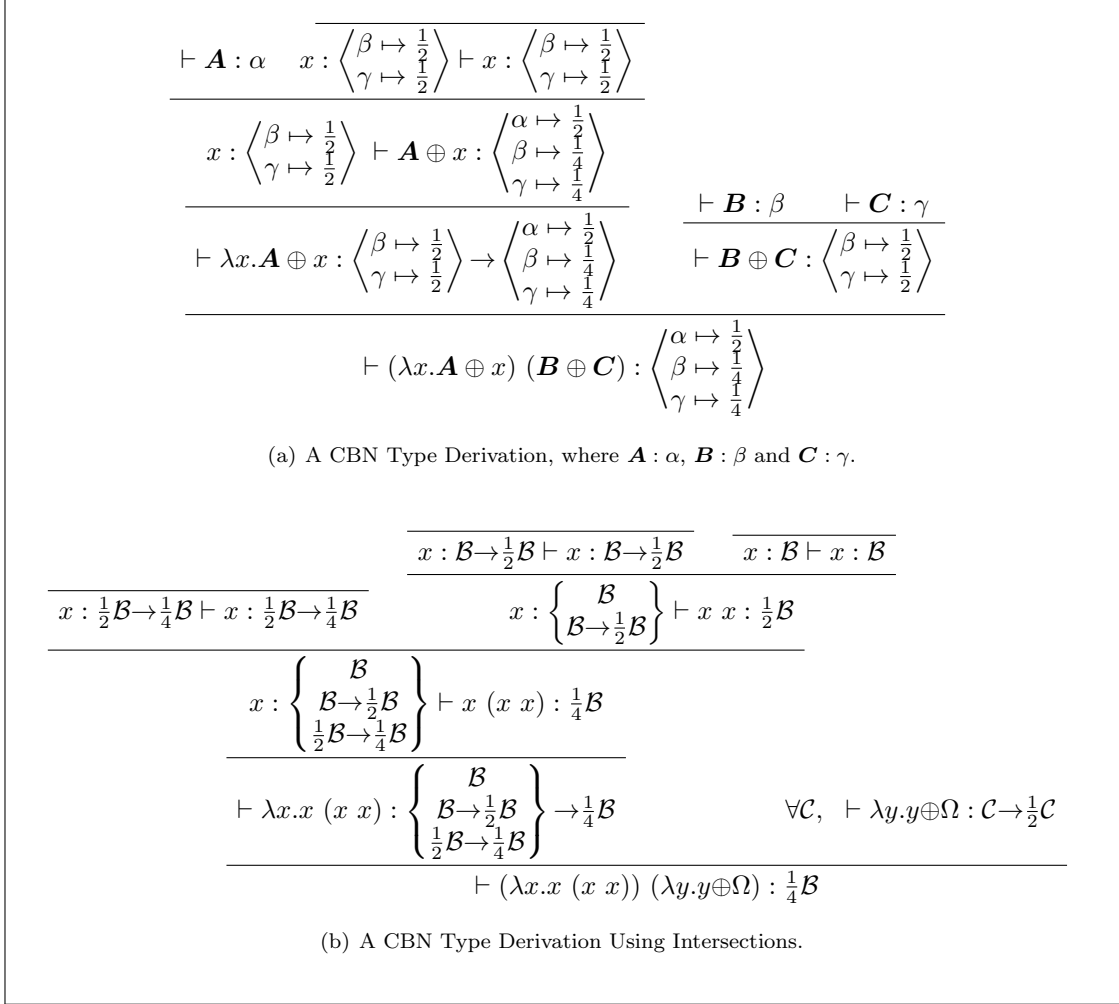 ⊢ 𝑨 : α    x : ⟨β ↦ 1/2, γ ↦ 1/2⟩ ⊢ x : ⟨β ↦ 1/2, γ ↦ 1/2⟩
x : ⟨β ↦ 1/2, γ ↦ 1/2⟩ ⊢ 𝑨 ⊕ x : ⟨α ↦ 1/2, β ↦ 1/4, γ ↦ 1/4⟩
⊢ 𝑩 : β    ⊢ 𝑪 : γ
⊢ λx.𝑨 ⊕ x : ⟨β ↦ 1/2, γ ↦ 1/2⟩ → ⟨α ↦ 1/2, β ↦ 1/4, γ ↦ 1/4⟩    ⊢ 𝑩 ⊕ 𝑪 : ⟨β ↦ 1/2, γ ↦ 1/2⟩
⊢ (λx.𝑨 ⊕ x) (𝑩 ⊕ 𝑪) : ⟨α ↦ 1/2, β ↦ 1/4, γ ↦ 1/4⟩
(a) A CBN Type Derivation, where 𝑨 : α, 𝑩 : β and 𝑪 : γ.
x : ℬ→1/2ℬ ⊢ x : ℬ→1/2ℬ    x : ℬ ⊢ x : ℬ
x : 1/2ℬ→1/4ℬ ⊢ x : 1/2ℬ→1/4ℬ    x : {ℬ, ℬ→1/2ℬ} ⊢ x x : 1/2ℬ
x : {ℬ, ℬ→1/2ℬ, 1/2ℬ→1/4ℬ} ⊢ x (x x) : 1/4ℬ
⊢ λx.x (x x) : {ℬ, ℬ→1/2ℬ, 1/2ℬ→1/4ℬ} →1/4ℬ    ∀𝒞, ⊢ λy.y⊕Ω : 𝒞→1/2𝒞
⊢ (λx.x (x x)) (λy.y⊕Ω) : 1/4ℬ
(b) A CBN Type Derivation Using Intersections.